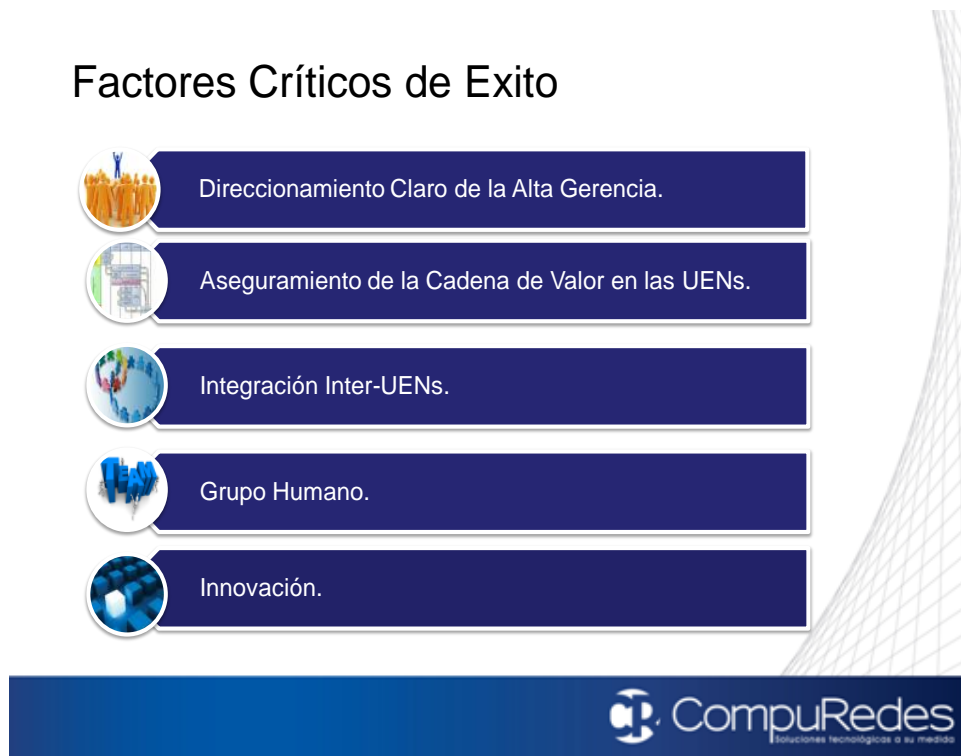 Factores Críticos de Exito
Direccionamiento Claro de la Alta Gerencia.
Aseguramiento de la Cadena de Valor en las UENs.
Integración Inter-UENs.
TEAM
Grupo Humano.
Innovación.
CompuRedes
Soluciones tecnológicas a su medida